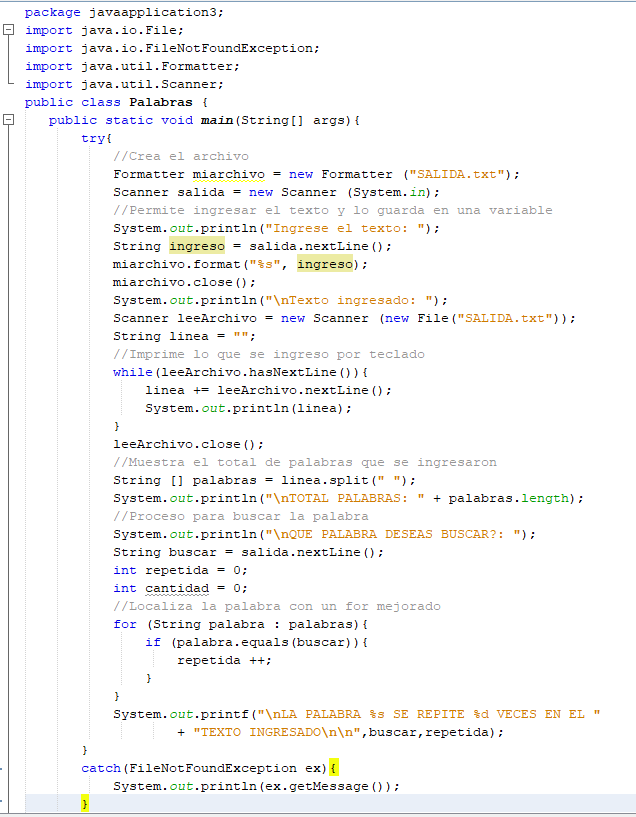 package javaapplication3;
import java.io.File;
import java.io.FileNotFoundException;
import java.util.Formatter;
import java.util.Scanner;
public class Palabras {
public static void main(String[] args){
try{
//Crea el archivo
Formatter miarchivo = new Formatter ("SALIDA.txt");
Scanner salida = new Scanner (System.in);
//Permite ingresar el texto y lo guarda en una variable
System.out.println("Ingrese el texto: ");
String ingreso = salida.nextLine();
miarchivo.format("%s", ingreso);
miarchivo.close();
System.out.println("\nTexto ingresado: ");
Scanner leeArchivo = new Scanner (new File("SALIDA.txt"));
String linea = "";
//Imprime lo que se ingreso por teclado
while(leeArchivo.hasNextLine()){
linea += leeArchivo.nextLine();
System.out.println(linea);
}
leeArchivo.close();
//Muestra el total de palabras que se ingresaron
String [] palabras = linea.split(" ");
System.out.println("\nTOTAL PALABRAS: " + palabras.length);
//Proceso para buscar la palabra
System.out.println("\nQUE PALABRA DESEAS BUSCAR?: ");
String buscar = salida.nextLine();
int repetida = 0;
int cantidad = 0;
//Localiza la palabra con un for mejorado
for (String palabra : palabras){
if (palabra.equals(buscar)){
repetida ++;
}
}
System.out.printf("\nLA PALABRA %s SE REPITE %d VECES EN EL "
+ "TEXTO INGRESADO\n\n",buscar,repetida);
}
catch(FileNotFoundException ex){
System.out.println(ex.getMessage());
}